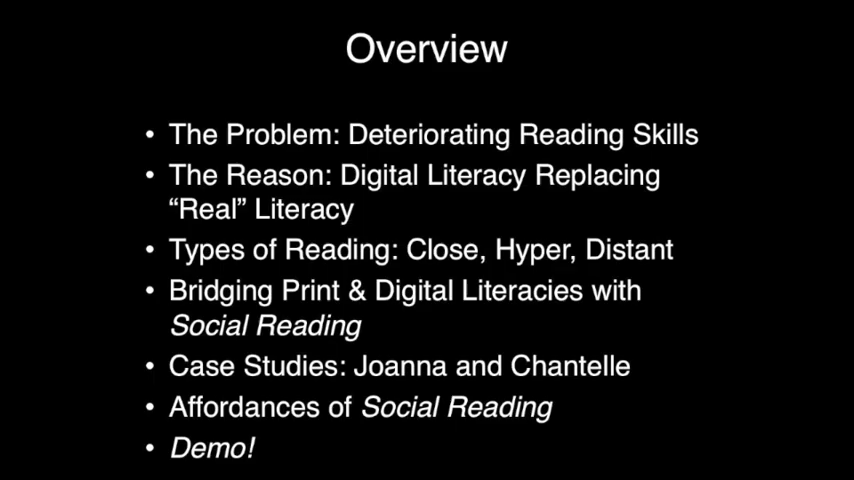 Overview
• The Problem: Deteriorating Reading Skills
• The Reason: Digital Literacy Replacing
“Real” Literacy
• Types of Reading: Close, Hyper, Distant
• Bridging Print & Digital Literacies with
Social Reading
• Case Studies: Joanna and Chantelle
• Affordances of Social Reading
• Demo!